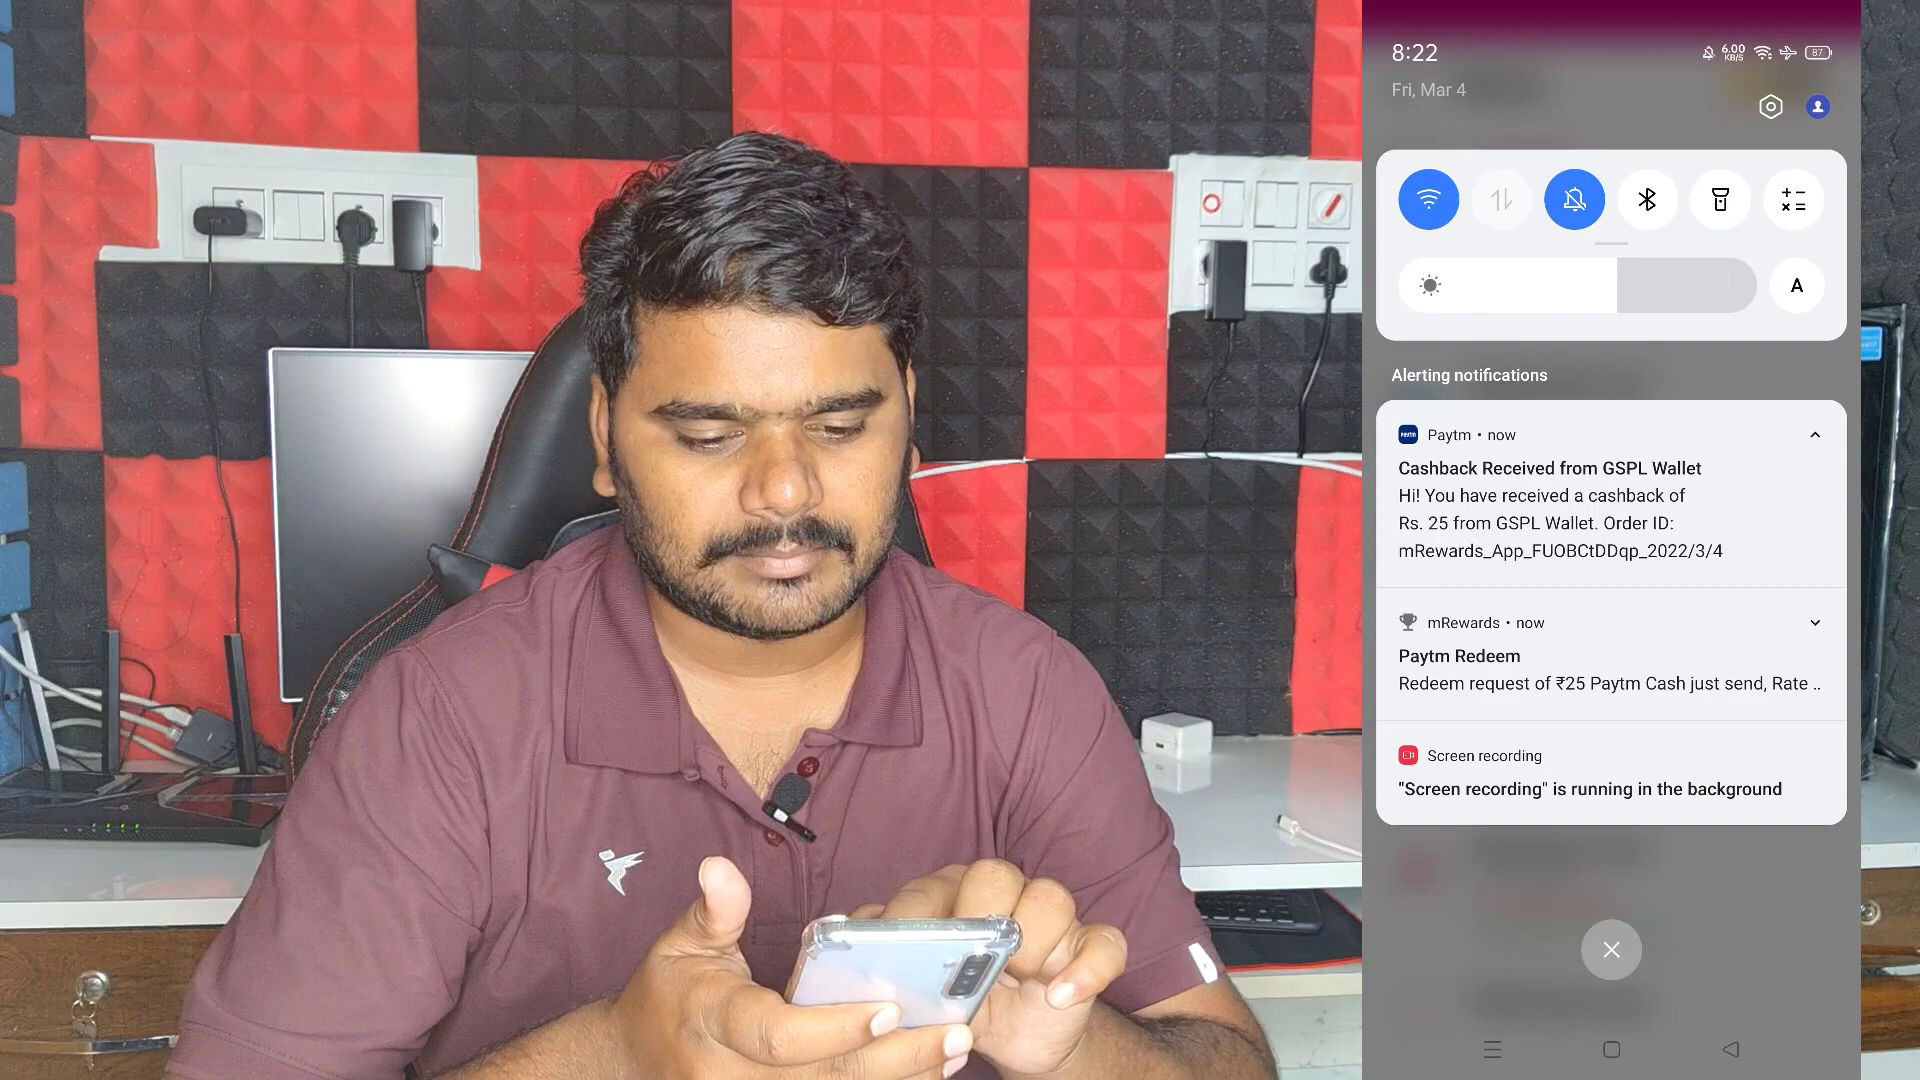 8:22
6.00
KB/S
87
Fri, Mar 4
A
Alerting notifications
Paytm • now
Cashback Received from GSPL Wallet
Hi! You have received a cashback of
Rs. 25 from GSPL Wallet. Order ID:
mRewards_App_FUOBCtDDqp_2022/3/4
mRewards • now
Paytm Redeem
Redeem request of ₹25 Paytm Cash just send, Rate ..
Screen recording
"Screen recording" is running in the background